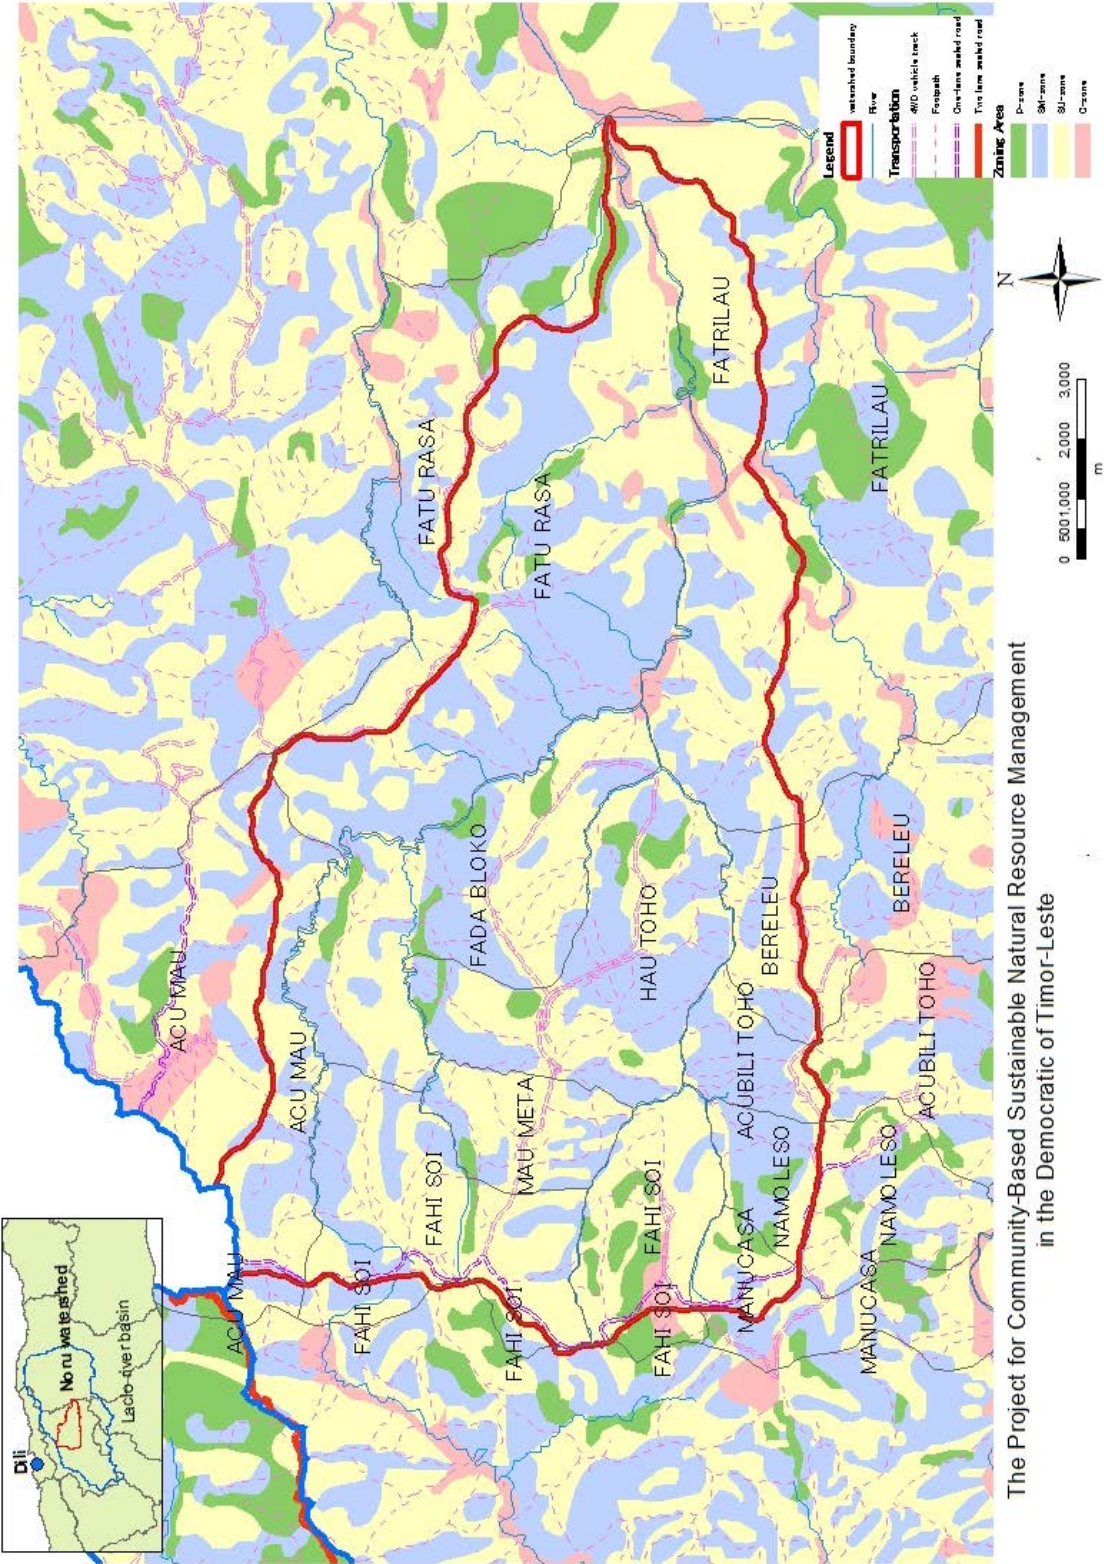 Dili
Noru watershed
Laclo river basin
ACU MAU
ACU MAU
ACU MAU
FATU RASA
FATU RASA
FATRILAU
FATRILAU
FADA BLOKO
HAU TOHO
BERELEU
BERELEU
FAHI SOI
FAHI SOI
FAHI SOI
FAHI SOI
FAHI SOI
MAU META
ACUBILI TOHO
ACUBILI TOHO
NAMOLESO
NAMOLESO
MANUCASA
MANUCASA
Legend
watershed boundary
River
Transportation
4WD vehicle track
Footpath
One-lane sealed road
Two lane sealed road
Zoning Area
P-zone
SM-zone
SU-zone
C-zone
N
0 500 1,000 2,000 3,000
m
The Project for Community-Based Sustainable Natural Resource Management
in the Democratic of Timor-Leste